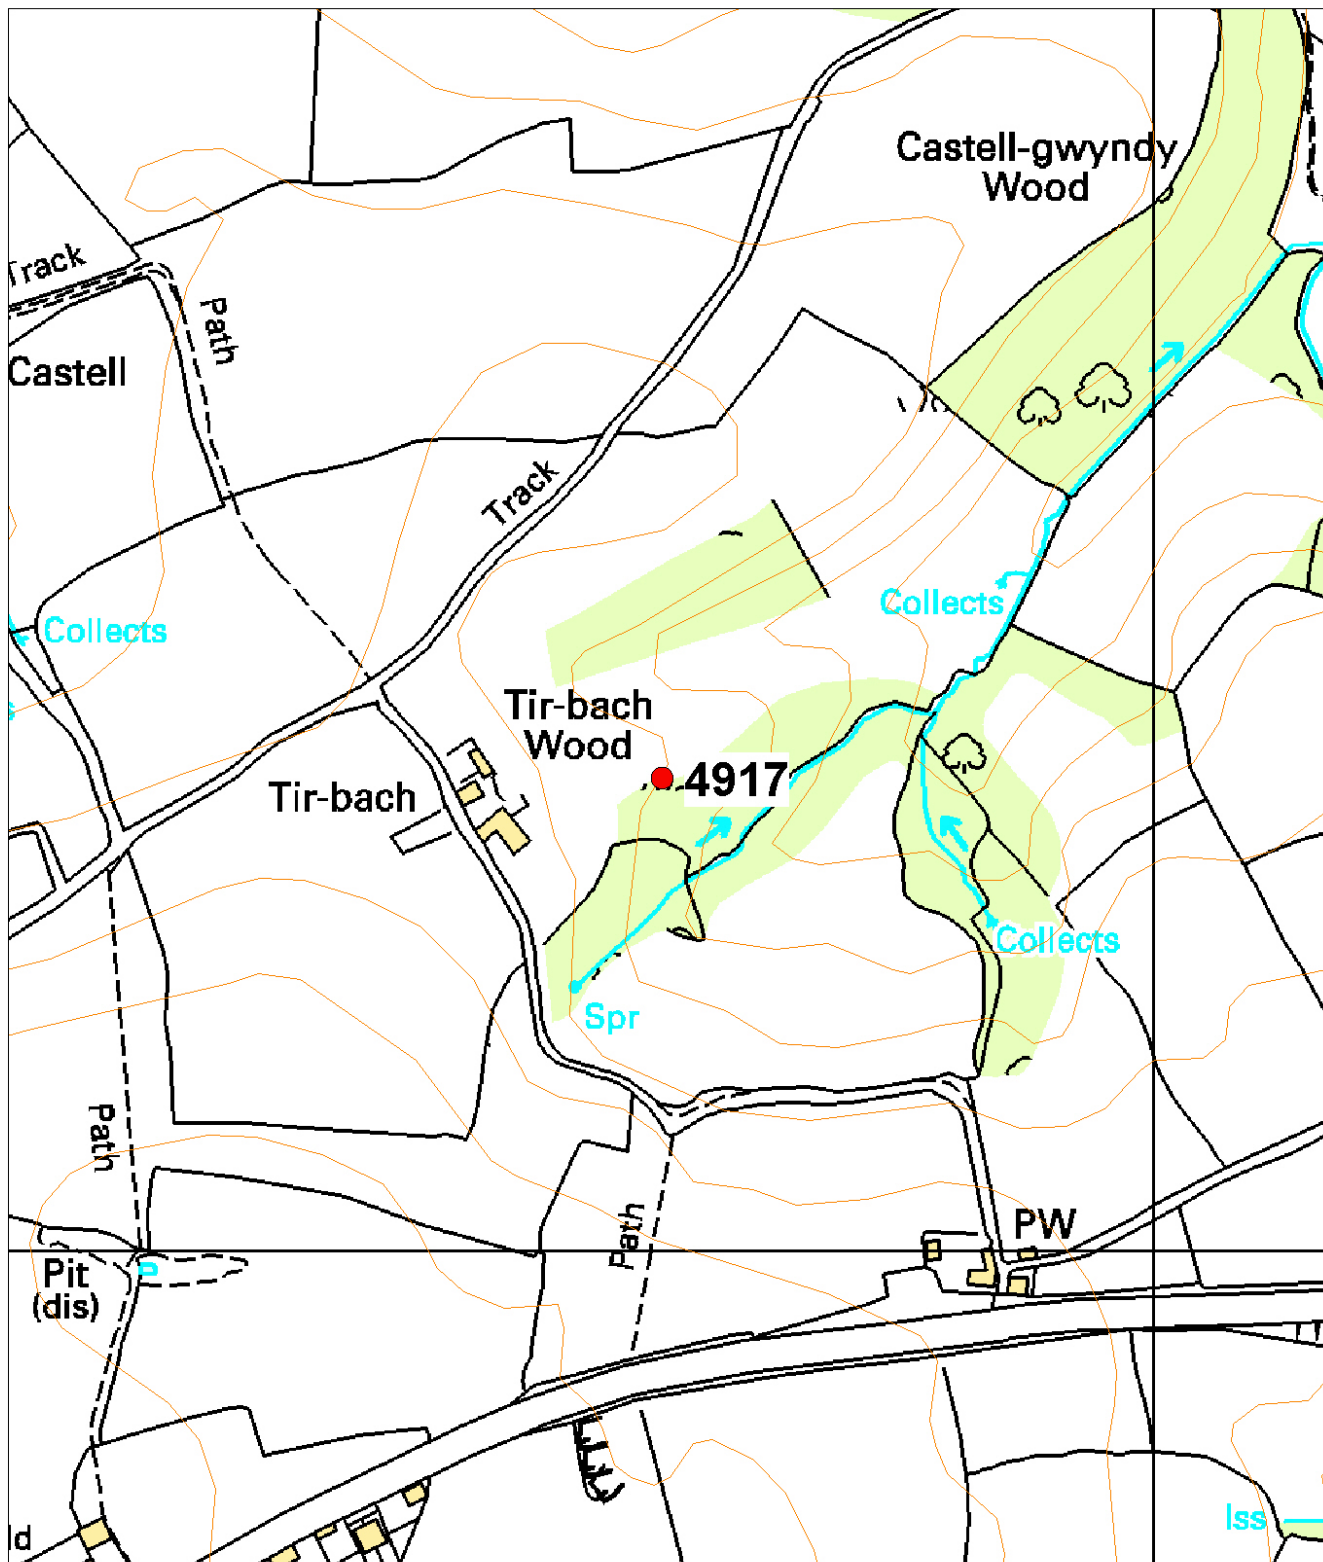 Castell-gwyndy
Wood
Track
Path
Castell
Track
Collects
Collects
Tir-bach
Wood
4917
Tir-bach
Collects
Spr
Path
Path
PW
Pit
(dis)
Iss
ld